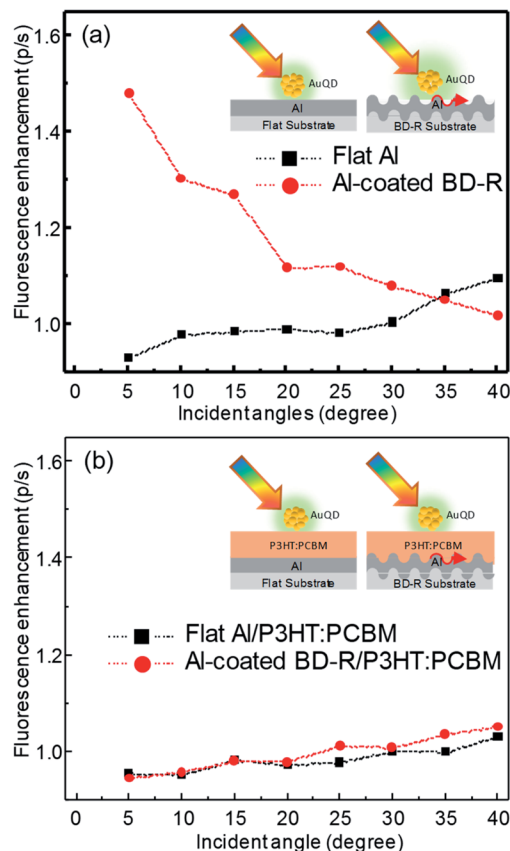 (a)
Fluorescence enhancement (p/s)
1.6
1.4
1.2
1.0
AuQD
Al
Flat Substrate
AuQD
Al
BD-R Substrate
Flat Al
Al-coated BD-R
0 5 10 15 20 25 30 35 40
Incident angles (degree)
(b)
Fluorescence enhancement (p/s)
1.6
1.4
1.2
1.0
AuQD
P3HT:PCBM
Al
Flat Substrate
AuQD
P3HT:PCBM
Al
BD-R Substrate
Flat Al/P3HT:PCBM
Al-coated BD-R/P3HT:PCBM
0 5 10 15 20 25 30 35 40
Incident angle (degree)